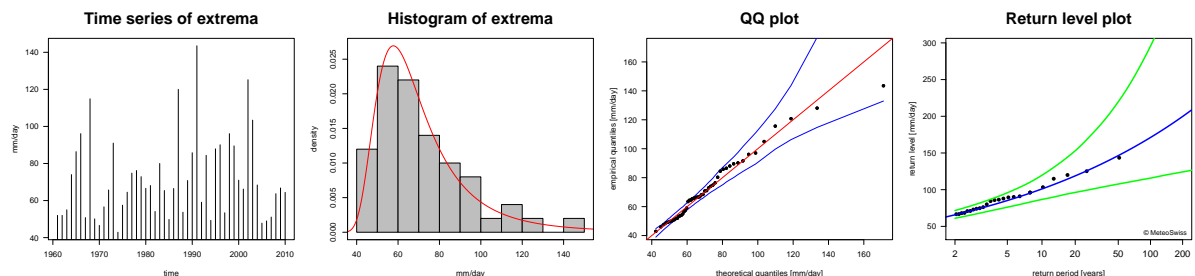 Time series of extrema
mm/day
40 60 80 100 120 140
1960 1970 1980 1990 2000 2010
time
Histogram of extrema
density
0.000 0.005 0.010 0.015 0.020 0.025
40 60 80 100 120 140
mm/day
QQ plot
empirical quantiles [mm/day]
40 60 80 100 120 140 160
40 60 80 100 120 140 160
theoretical quantiles [mm/day]
Return level plot
return level [mm/day]
50 100 150 200 250 300
2 5 10 20 50 100 200
return period [years]
© MeteoSwiss